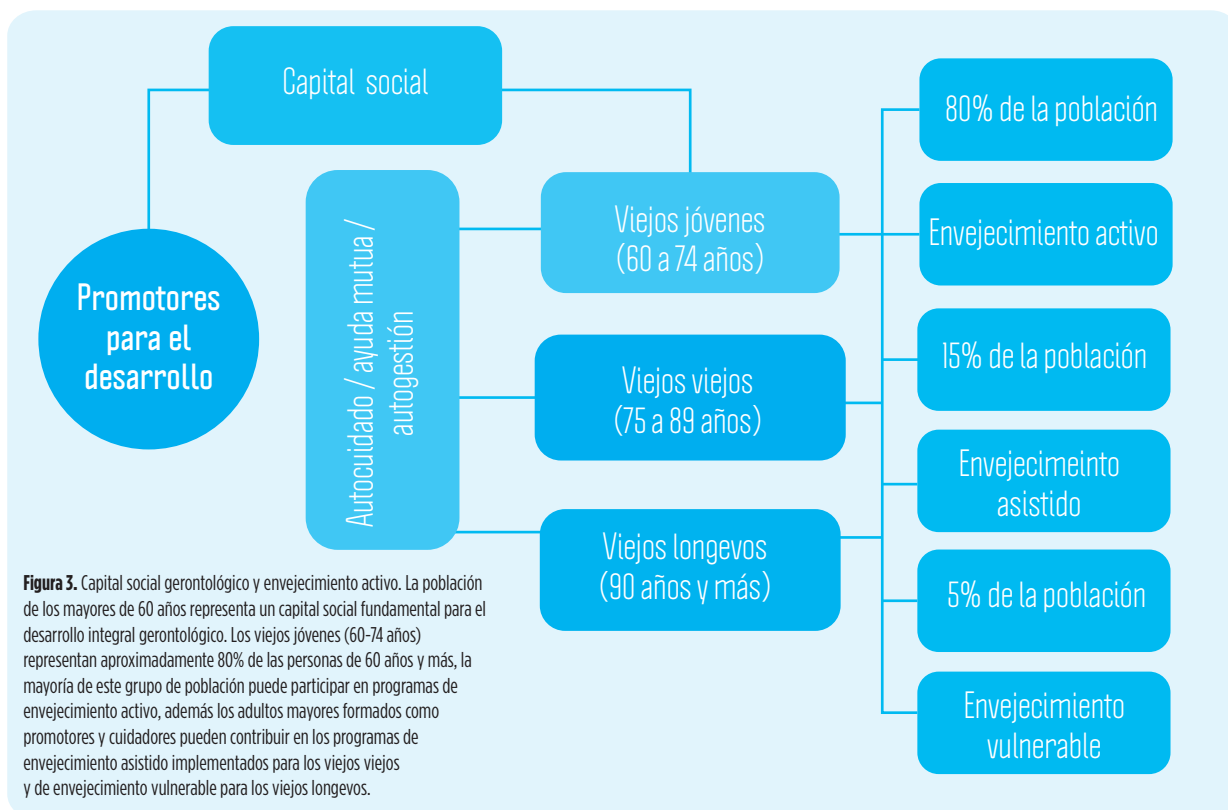 Capital social
Promotores
para el
desarrollo
Autocuidado / ayuda mutua /
autogestión
Viejos jóvenes
(60 a 74 años)
Viejos viejos
(75 a 89 años)
Viejos longevos
(90 años y más)
80% de la población
Envejecimiento activo
15% de la población
Envejecimeinto
asistido
5% de la población
Envejecimiento
vulnerable
Figura 3. Capital social gerontológico y envejecimiento activo. La población
de los mayores de 60 años representa un capital social fundamental para el
desarrollo integral gerontológico. Los viejos jóvenes (60-74 años)
representan aproximadamente 80% de las personas de 60 años y más, la
mayoría de este grupo de población puede participar en programas de
envejecimiento activo, además los adultos mayores formados como
promotores y cuidadores pueden contribuir en los programas de
envejecimiento asistido implementados para los viejos viejos
y de envejecimiento vulnerable para los viejos longevos.